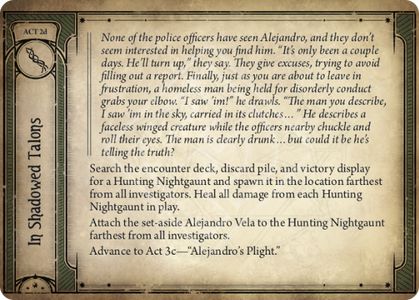 ACT 2d
In Shadowed Talons
None of the police officers have seen Alejandro, and they don't
seem interested in helping you find him. "It's only been a couple
days. He'll turn up," they say. They give excuses, trying to avoid
filling out a report. Finally, just as you are about to leave in
frustration, a homeless man being held for disorderly conduct
grabs your elbow. "I saw 'im!" he drawls. "The man you describe,
I saw 'im in the sky, carried in its clutches…" He describes a
faceless winged creature while the officers nearby chuckle and
roll their eyes. The man is clearly drunk…but could it be he's
telling the truth?
Search the encounter deck, discard pile, and victory display
for a Hunting Nightgaunt and spawn it in the location farthest
from all investigators. Heal all damage from each Hunting
Nightgaunt in play.
Attach the set-aside Alejandro Vela to the Hunting Nightgaunt
farthest from all investigators.
Advance to Act 3c—"Alejandro's Plight."